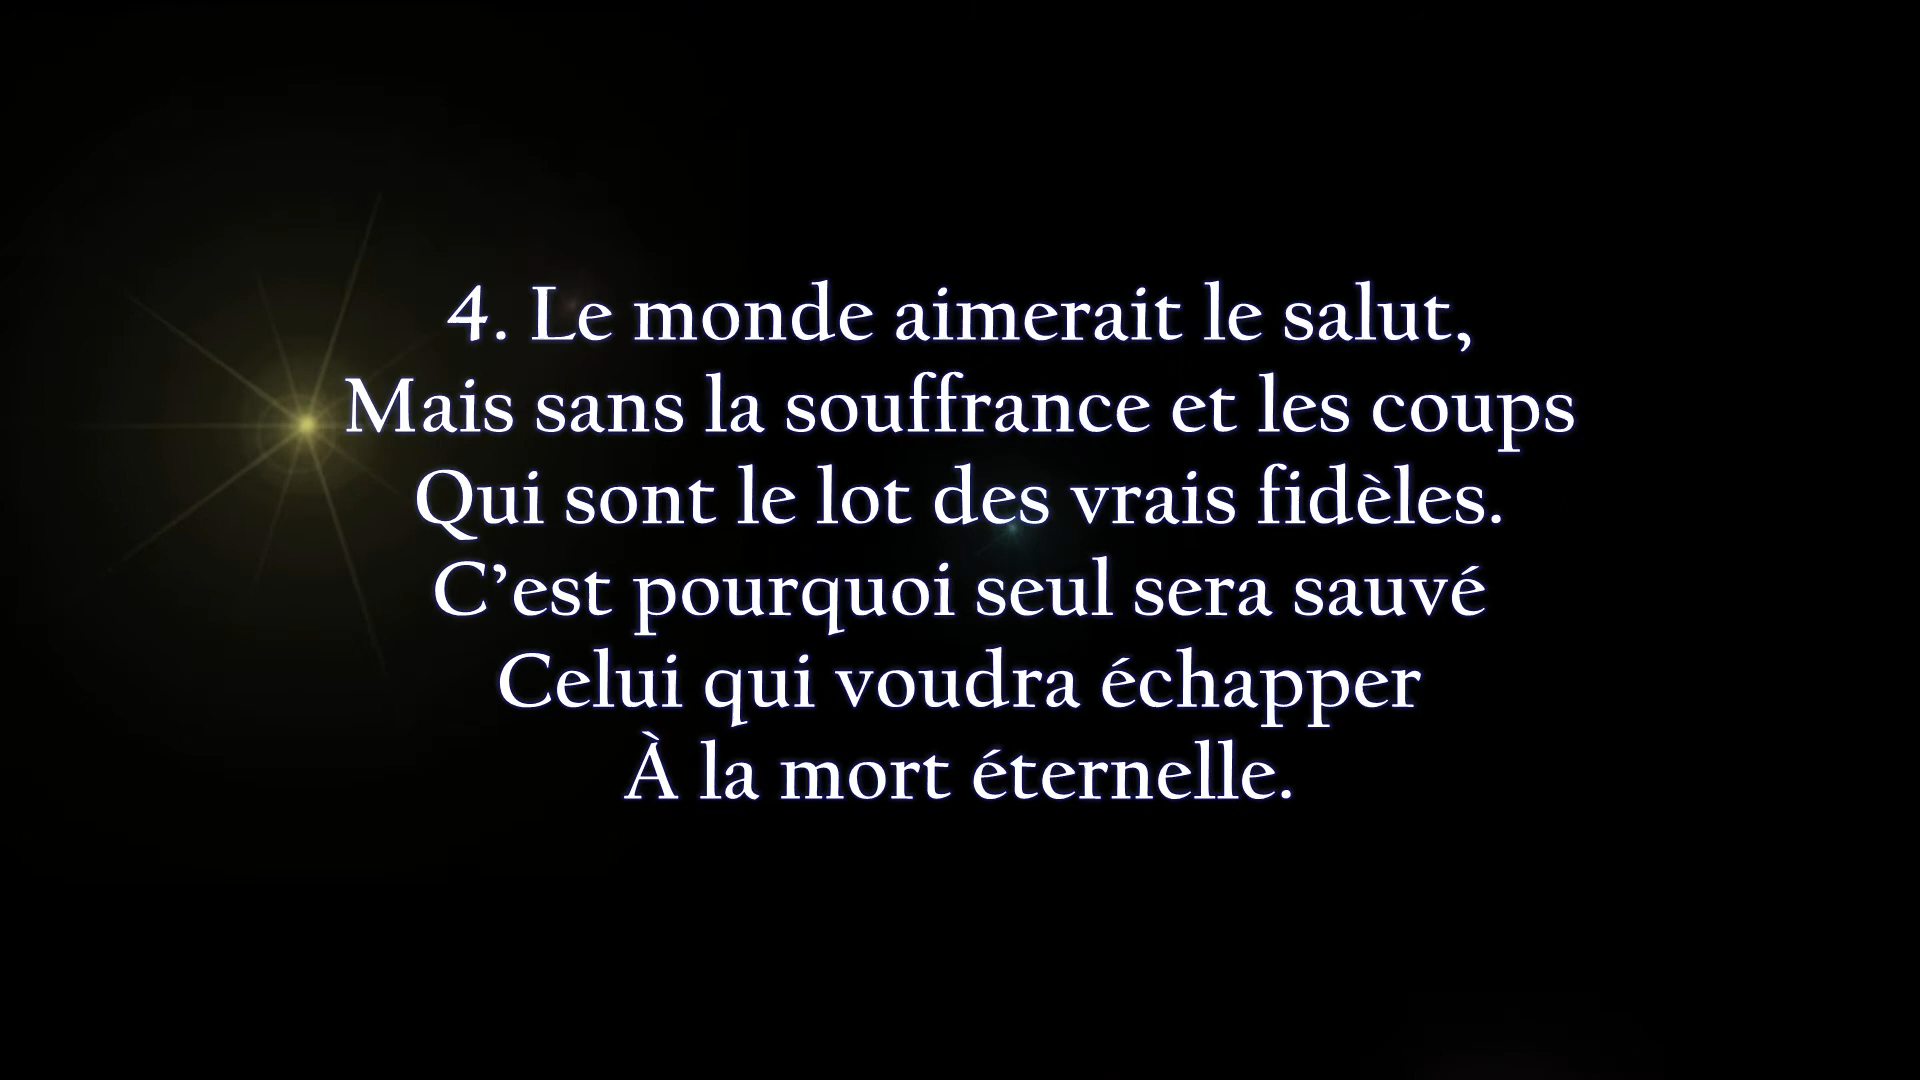 4. Le monde aimerait le salut,
Mais sans la souffrance et les coups
Qui sont le lot des vrais fidèles.
C’est pourquoi seul sera sauvé
Celui qui voudra échapper
À la mort éternelle.